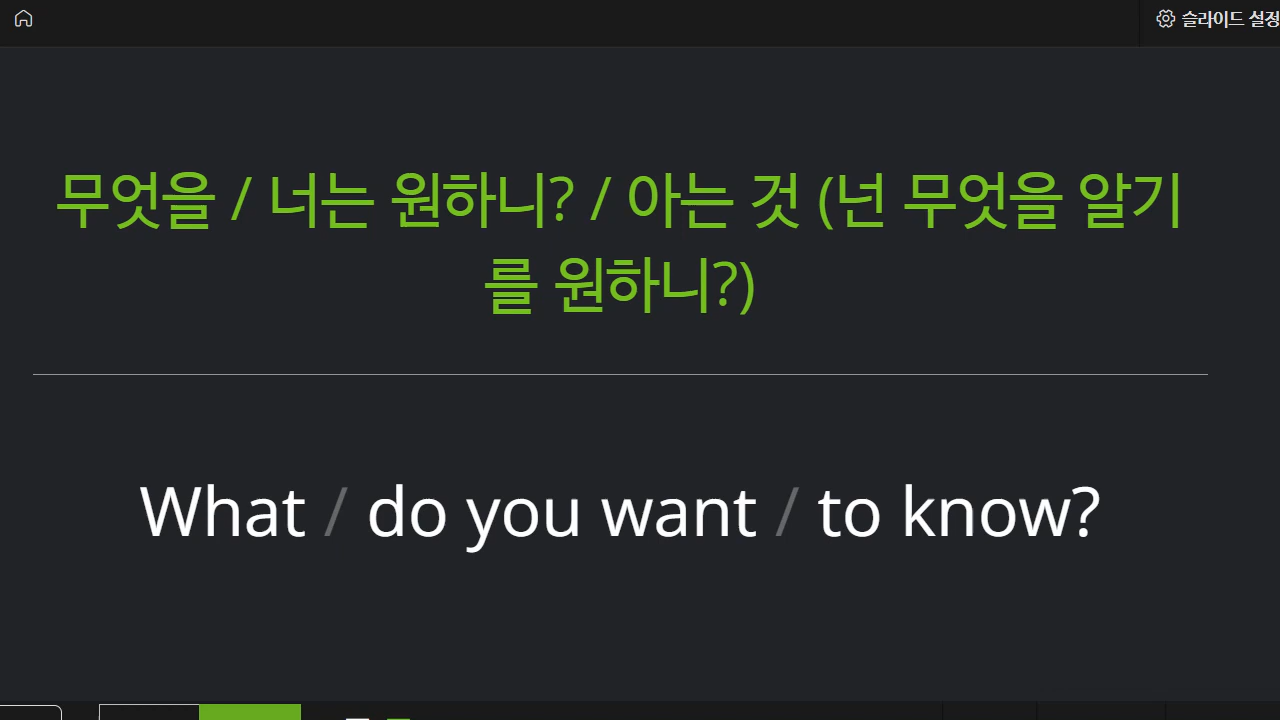 슬라이드 설정
무엇을 / 너는 원하니? / 아는 것 (넌 무엇을 알기
를 원하니?)
What / do you want / to know?